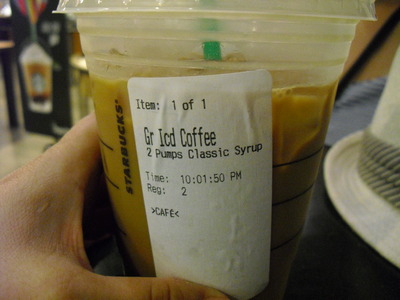 Item: 1 of 1
Gr Icd Coffee
2 Pumps Classic Syrup
Time: 10:01:50 PM
Reg: 2
>CAFE<
STARBUCKS